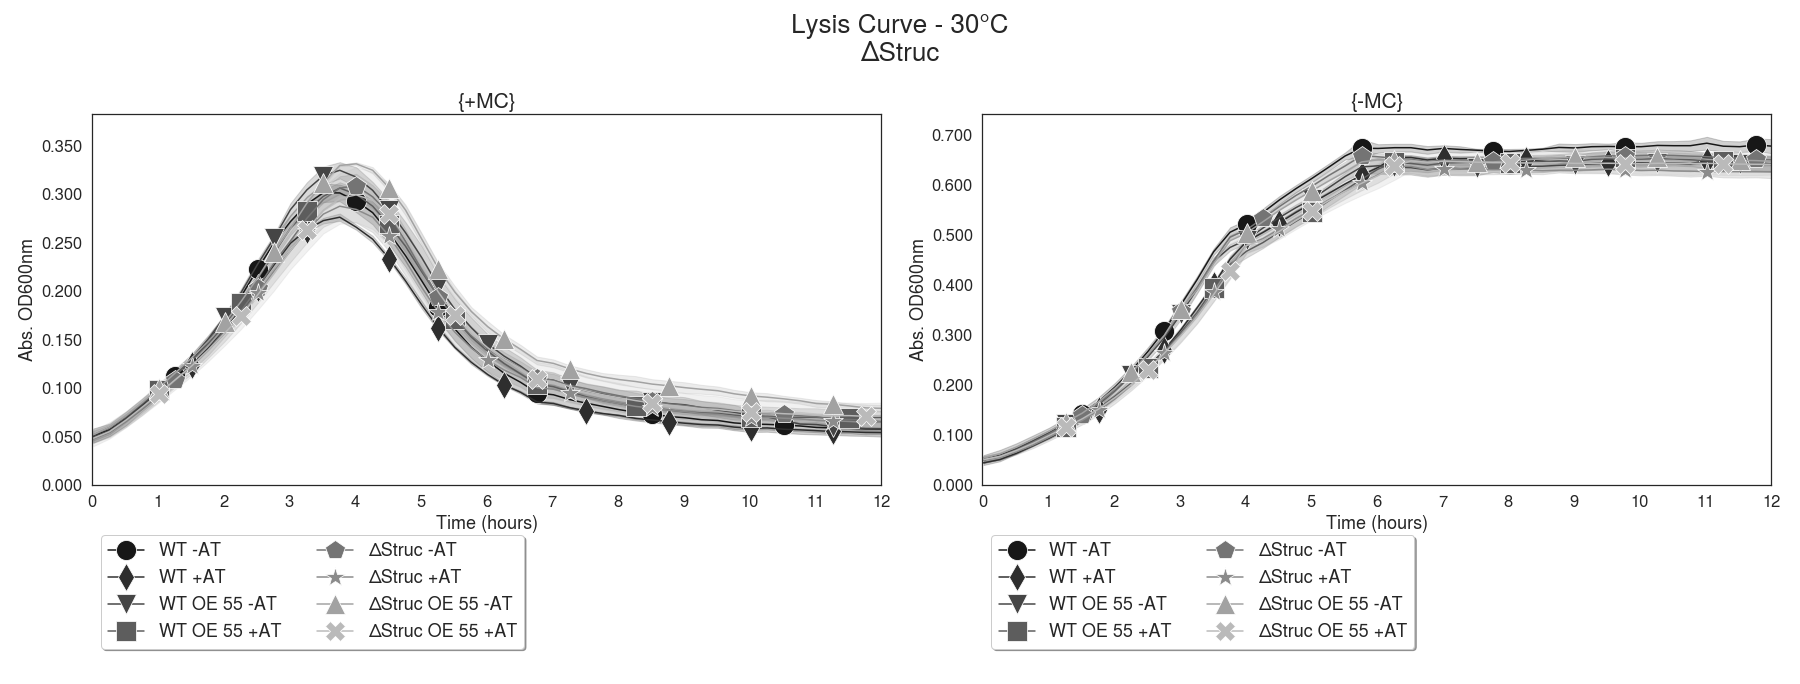 Lysis Curve - 30°C
ΔStruc
{+MC}
Abs. OD600nm
0.350
0.300
0.250
0.200
0.150
0.100
0.050
0.000
0 1 2 3 4 5 6 7 8 9 10 11 12
Time (hours)
WT -AT
WT +AT
WT OE 55 -AT
WT OE 55 +AT
ΔStruc -AT
ΔStruc +AT
ΔStruc OE 55 -AT
ΔStruc OE 55 +AT
{-MC}
Abs. OD600nm
0.700
0.600
0.500
0.400
0.300
0.200
0.100
0.000
0 1 2 3 4 5 6 7 8 9 10 11 12
Time (hours)
WT -AT
WT +AT
WT OE 55 -AT
WT OE 55 +AT
ΔStruc -AT
ΔStruc +AT
ΔStruc OE 55 -AT
ΔStruc OE 55 +AT